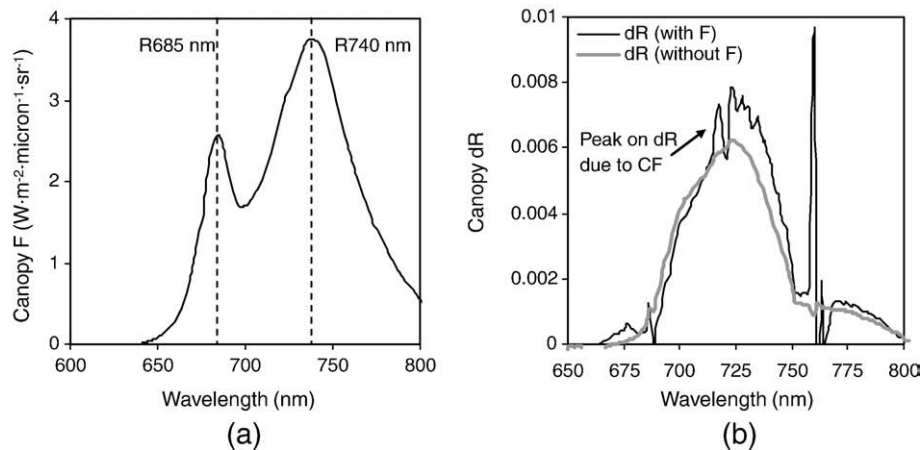 4
3
2
1
0
600
650
700
750
800
R685 nm
R740 nm
Canopy F (W·m-2·micron-1·sr-1)
Wavelength (nm)
(a)
0.01
0.008
0.006
0.004
0.002
0
650
675
700
725
750
775
800
dR (with F)
dR (without F)
Peak on dR
due to CF
Canopy dR
Wavelength (nm)
(b)